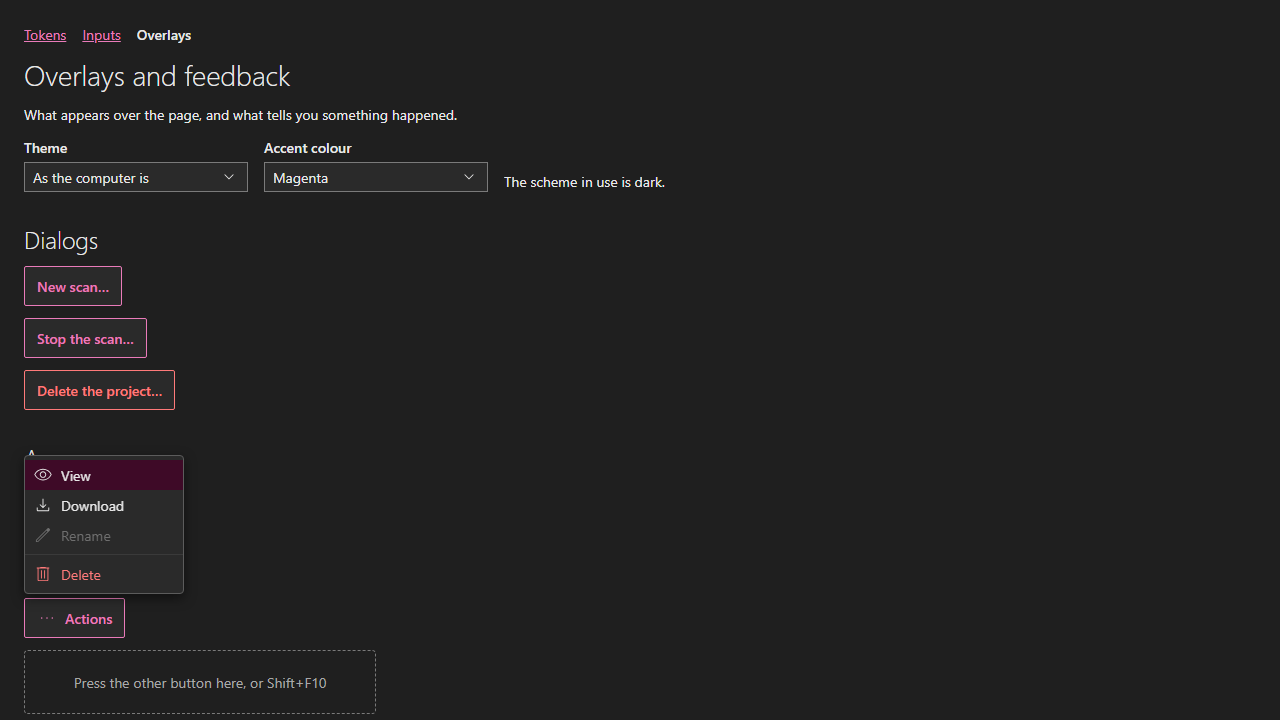 Tokens Inputs Overlays
Overlays and feedback
What appears over the page, and what tells you something happened.
Theme Accent colour
As the computer is Magenta The scheme in use is dark.
Dialogs
New scan...
Stop the scan...
Delete the project...
View
Download
Rename
Delete
Actions
Press the other button here, or Shift+F10